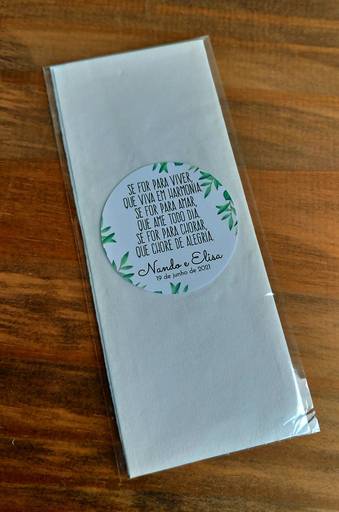 SE FOR PARA VIVER,
QUE VIVA EM HARMONIA.
SE FOR PARA AMAR,
QUE AME TODO DIA.
SE FOR PARA CHORAR,
QUE CHORE DE ALEGRIA.
Nando e Elisa
19 de junho de 2021